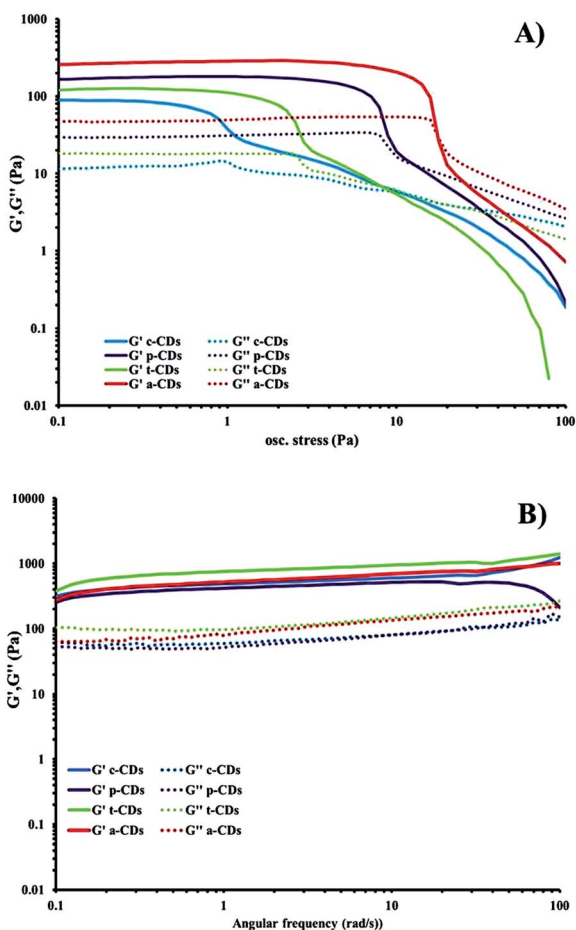 A)
1000
100
10
1
0.1
0.01
G',G'' (Pa)
G' c-CDs G'' c-CDs
G' p-CDs G'' p-CDs
G' t-CDs G'' t-CDs
G' a-CDs G'' a-CDs
0.1 1 10 100
osc. stress (Pa)
B)
10000
1000
100
10
1
0.1
0.01
G',G'' (Pa)
G' c-CDs G'' c-CDs
G' p-CDs G'' p-CDs
G' t-CDs G'' t-CDs
G' a-CDs G'' a-CDs
0.1 1 10 100
Angular frequency (rad/s))